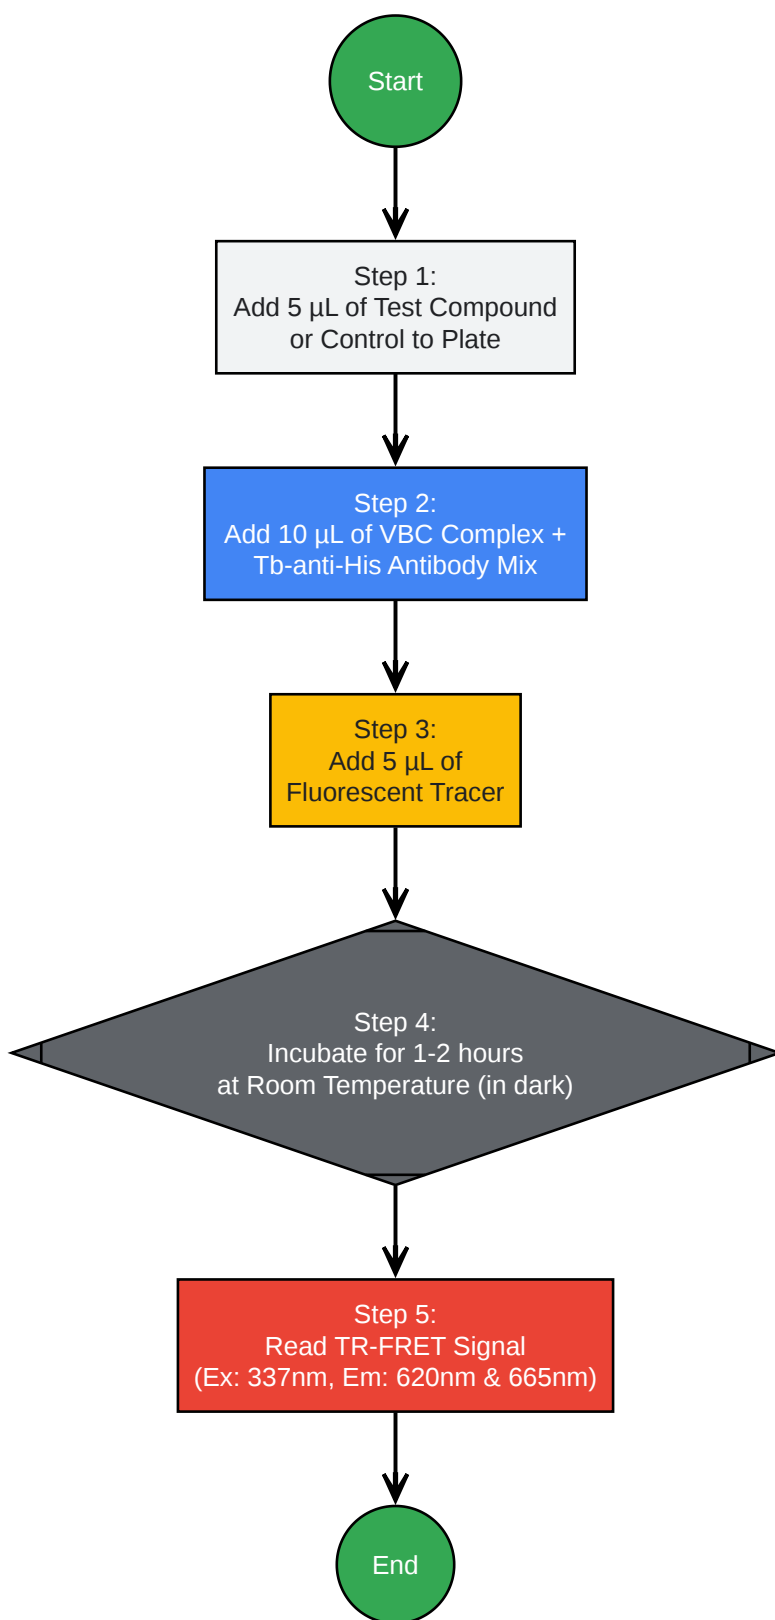 Start
Step 1:
Add 5 µL of Test Compound
or Control to Plate
Step 2:
Add 10 µL of VBC Complex +
Tb-anti-His Antibody Mix
Step 3:
Add 5 µL of
Fluorescent Tracer
Step 4:
Incubate for 1-2 hours
at Room Temperature (in dark)
Step 5:
Read TR-FRET Signal
(Ex: 337nm, Em: 620nm & 665nm)
End